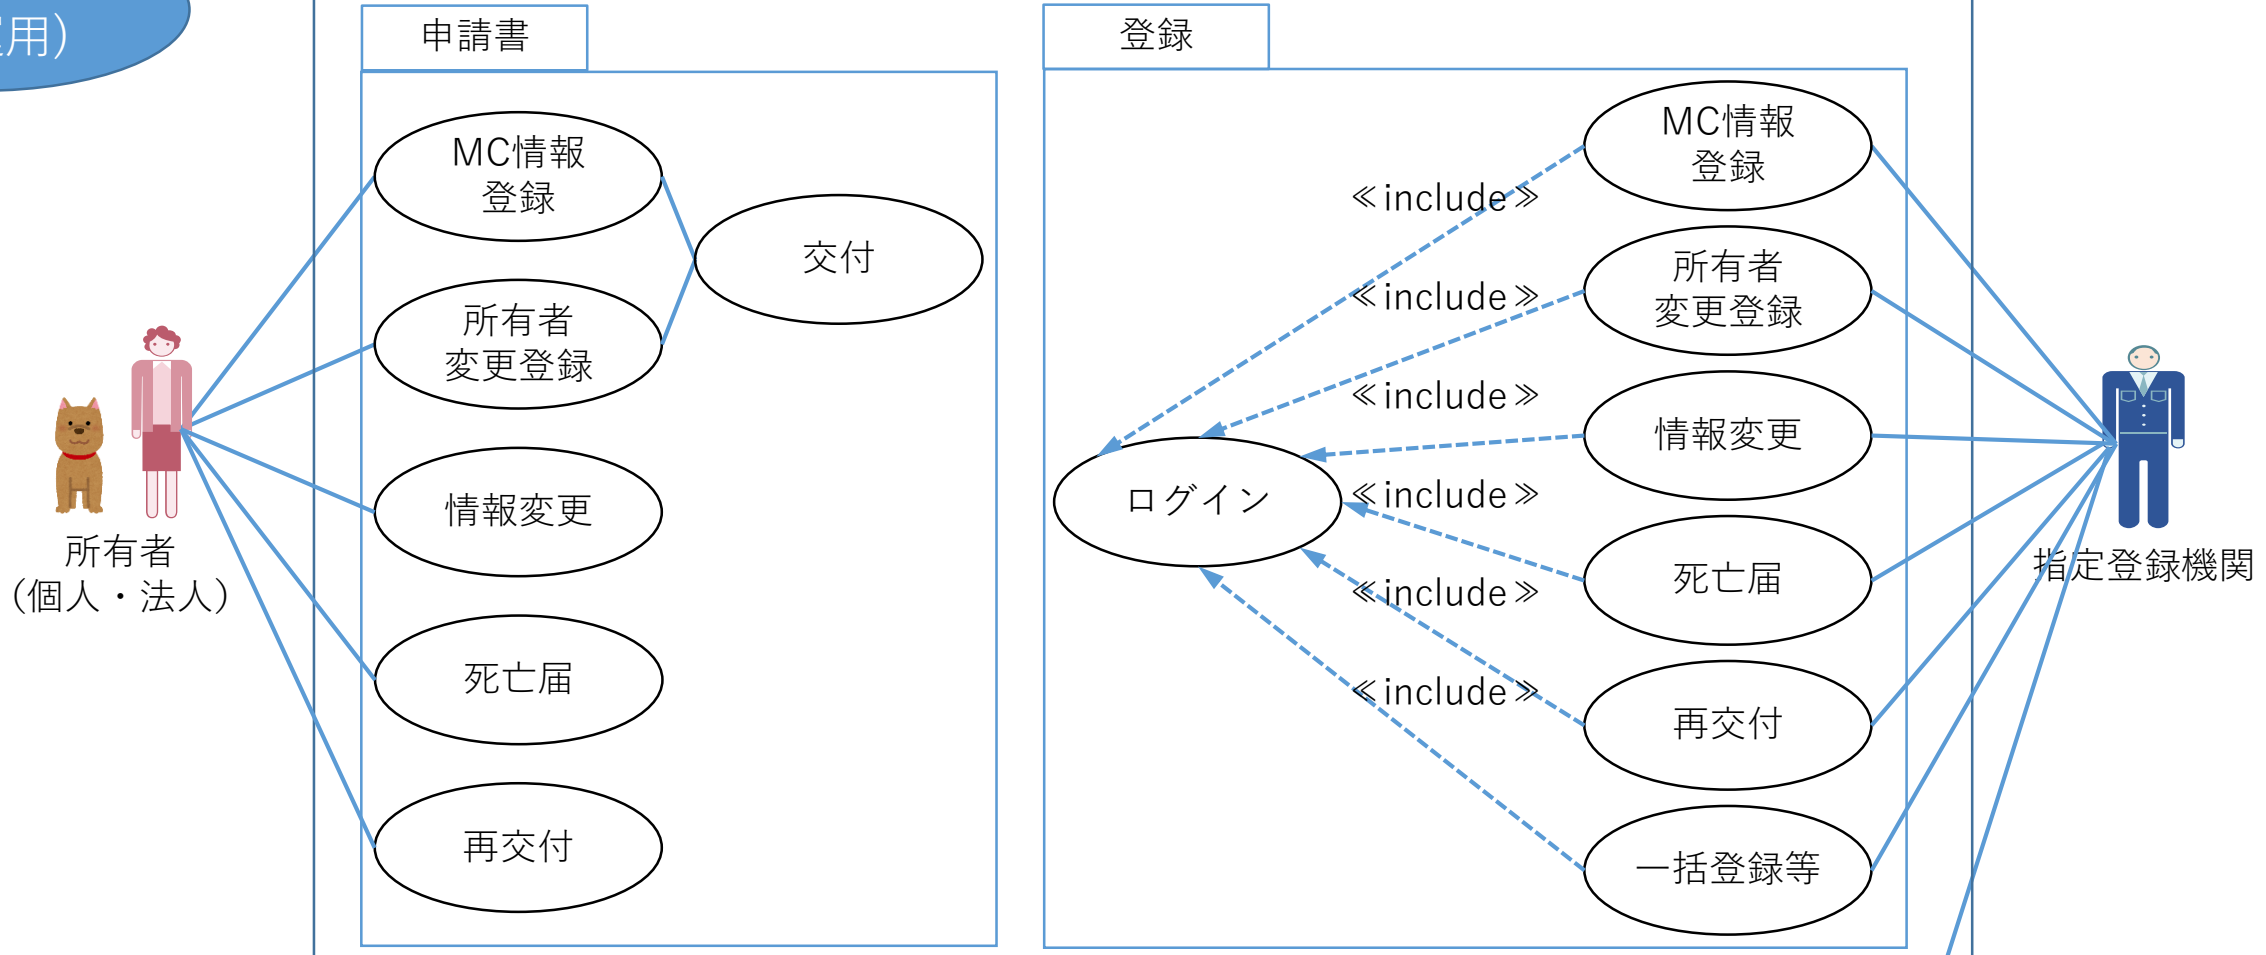 用)
申請書
MC情報
登録
所有者
変更登録
情報変更
死亡届
再交付
交付
所有者
(個人・法人)
登録
≪include≫
≪include≫
≪include≫
≪include≫
≪include≫
≪include≫
ログイン
MC情報
登録
所有者
変更登録
情報変更
死亡届
再交付
一括登録等
指定登録機関